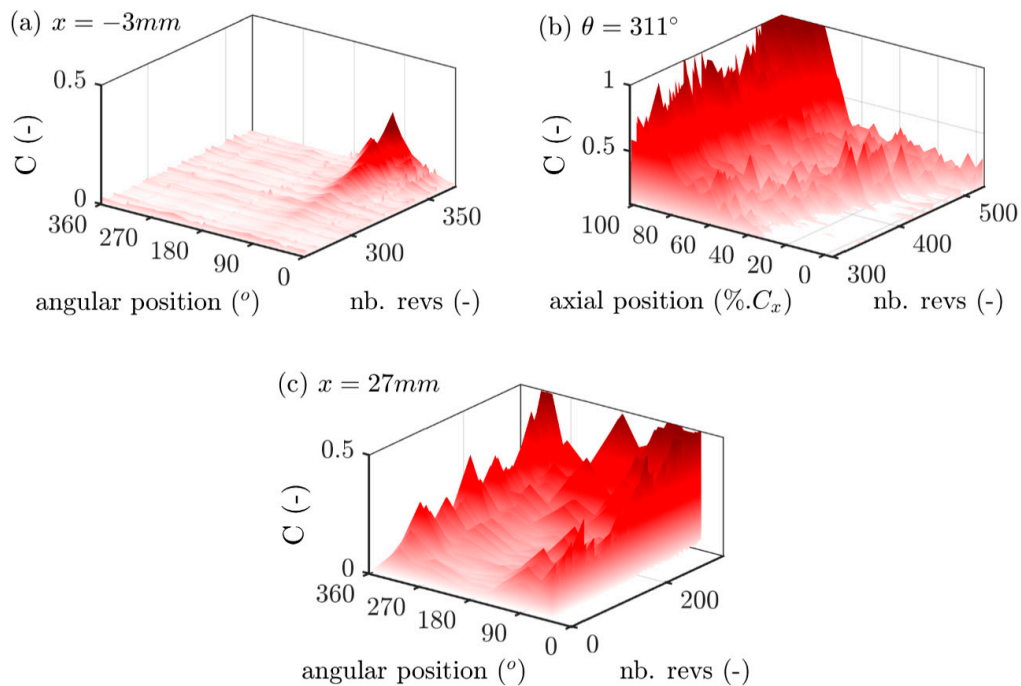 (a) x = −3mm
0.5
C (-)
0
360
270
180
90
0
300
350
angular position (°)
nb. revs (-)
(b) θ = 311°
1
0.5
C (-)
100
80
60
40
20
0
300
400
500
axial position (%.Cₓ)
nb. revs (-)
(c) x = 27mm
0.5
C (-)
0
360
270
180
90
0
0
200
angular position (°)
nb. revs (-)